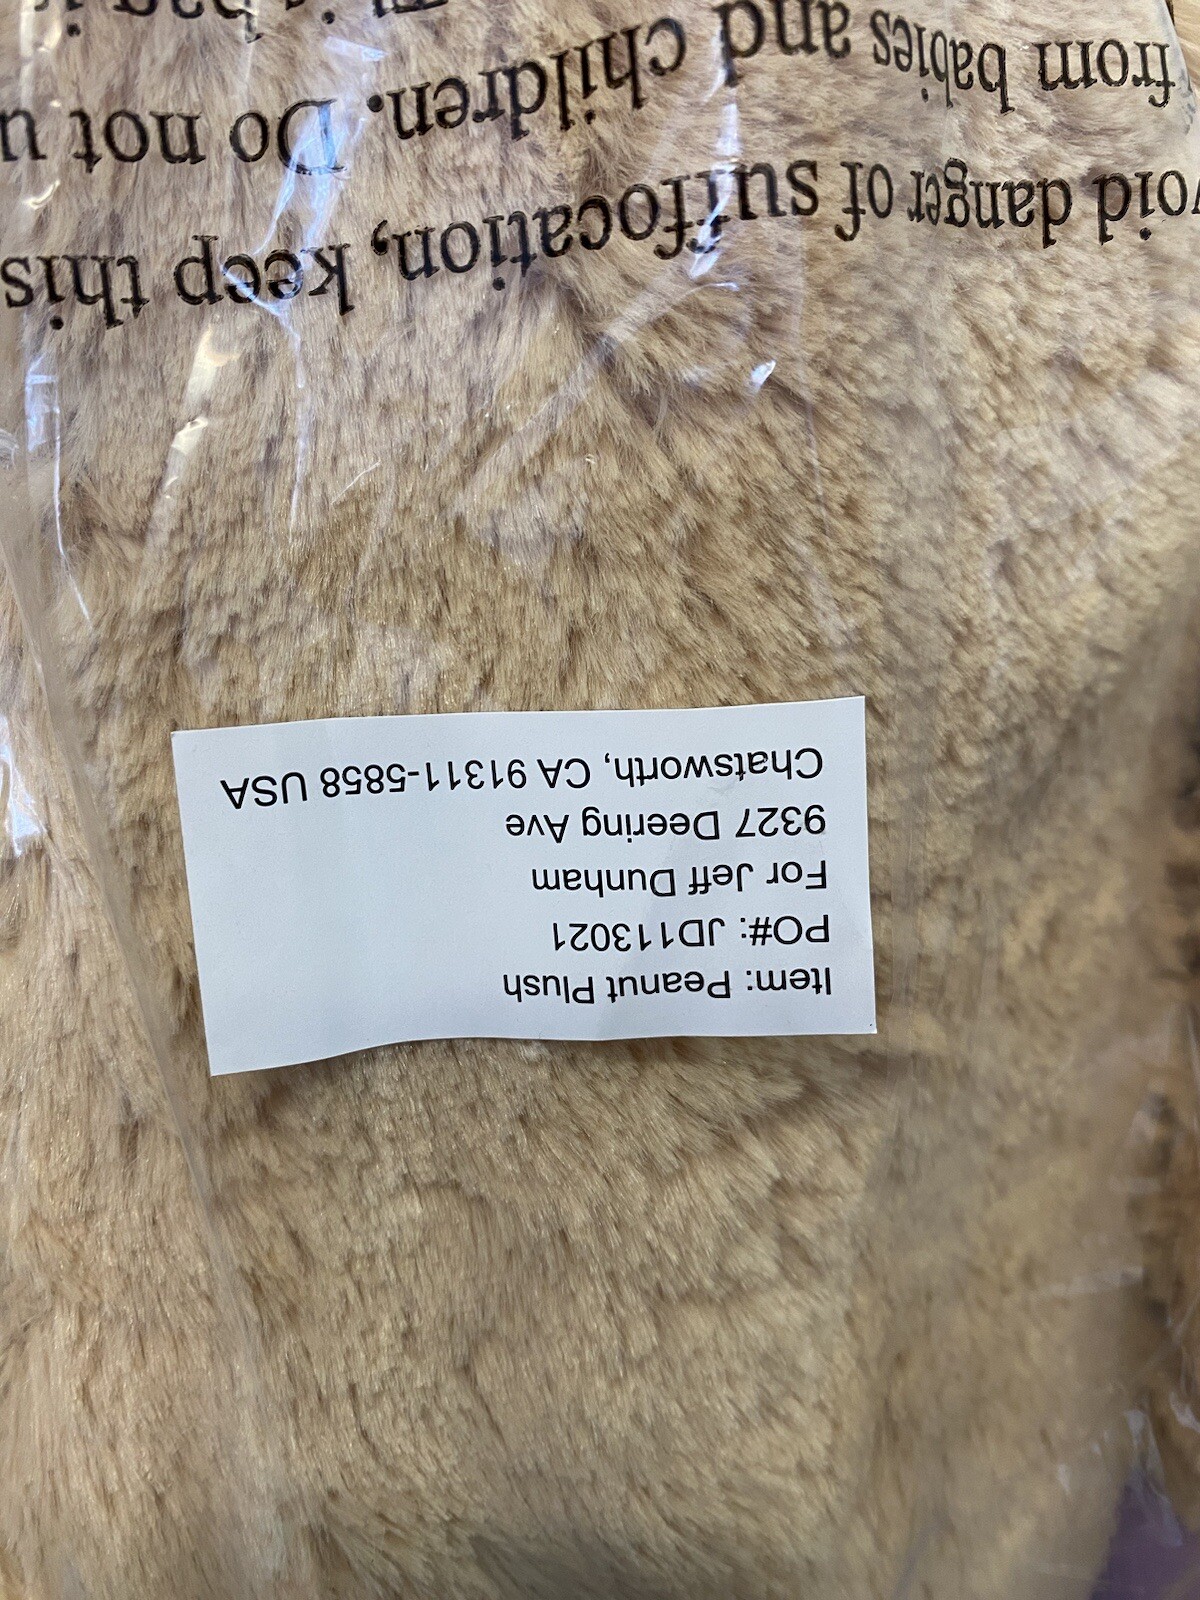 Item: Peanut Plush
PO#: JD113021
For Jeff Dunham
9327 Deering Ave
Chatsworth, CA 91311-5858 USA
void danger of suffocation, keep this
from babies and children. Do not u